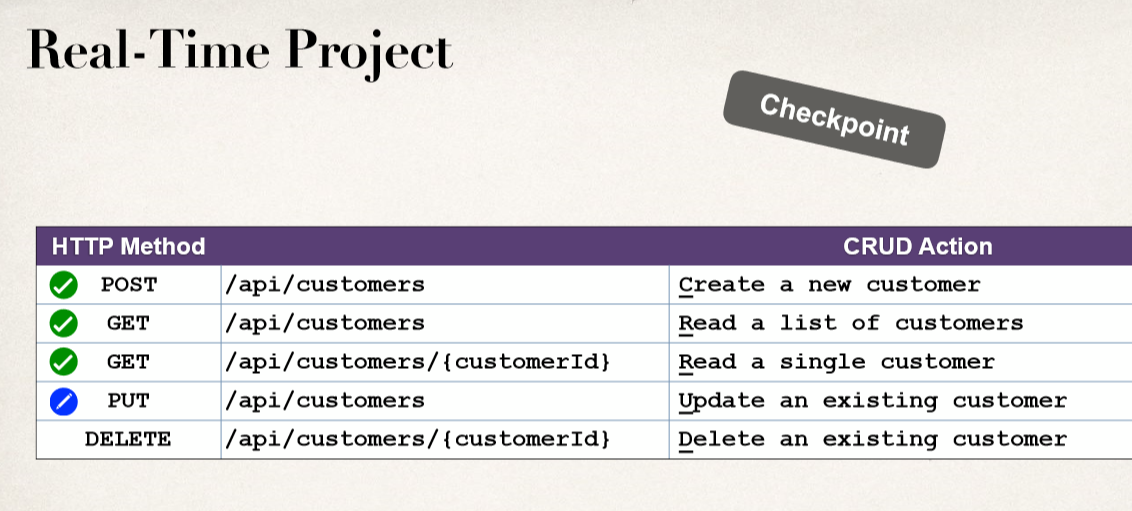 Real-Time Project
Checkpoint
HTTP Method CRUD Action
POST /api/customers Create a new customer
GET /api/customers Read a list of customers
GET /api/customers/{customerId} Read a single customer
PUT /api/customers Update an existing customer
DELETE /api/customers/{customerId} Delete an existing customer